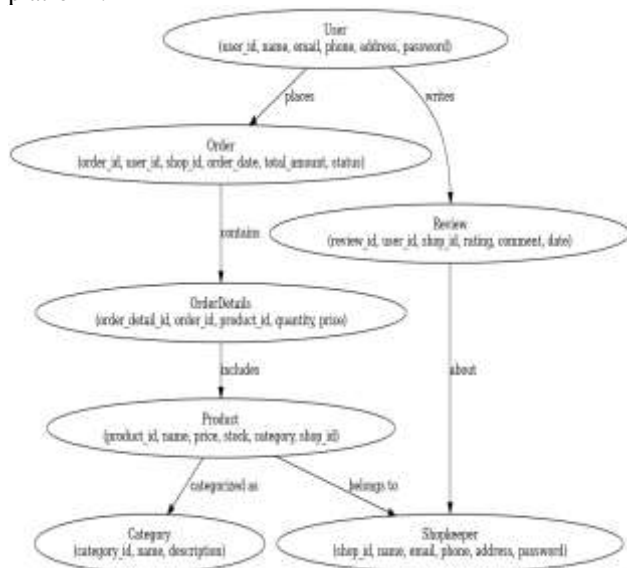 User
(user_id, name, email, phone, address, password)
places
writes
Order
(order_id, user_id, shop_id, order_date, total_amount, status)
Review
(review_id, user_id, shop_id, rating, comment, date)
contains
OrderDetails
(order_detail_id, order_id, product_id, quantity, price)
includes
about
Product
(product_id, name, price, stock, category, shop_id)
categorized as
belongs to
Category
(category_id, name, description)
Shopkeeper
(shop_id, name, email, phone, address, password)